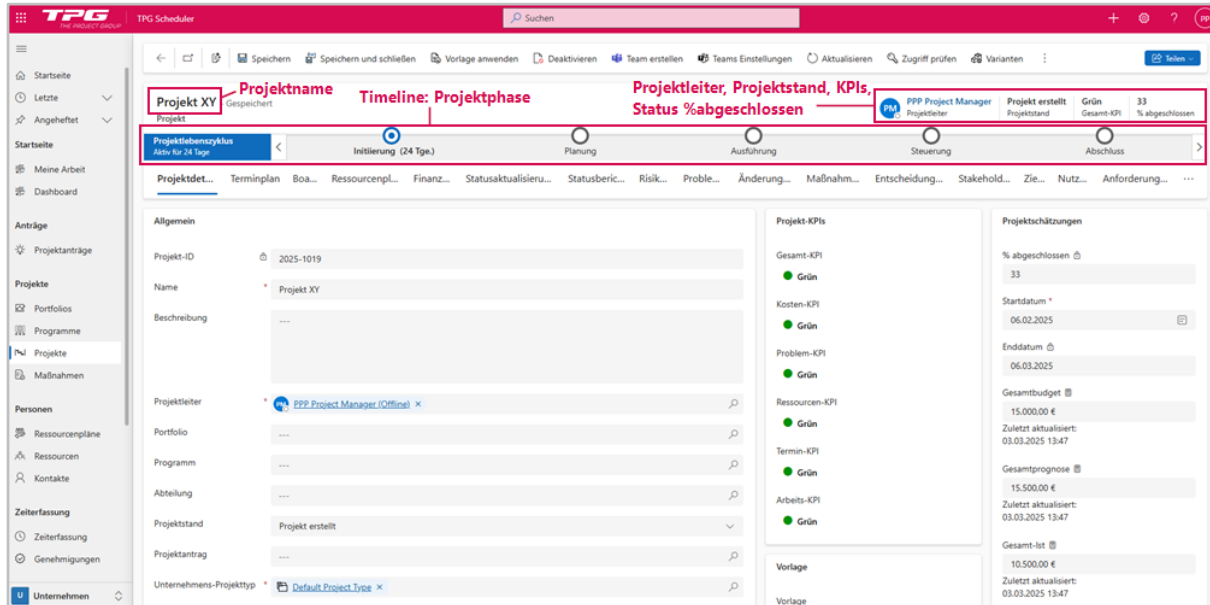 TPG
THE PROJECT GROUP
TPG Scheduler
Suchen
PP
Speichern
Speichern und schließen
Vorlage anwenden
Deaktivieren
Team erstellen
Teams Einstellungen
Aktualisieren
Zugriff prüfen
Varianten
Teilen
Startseite
Letzte
Angeheftet
Startseite
Meine Arbeit
Dashboard
Anträge
Projektanträge
Projekte
Portfolios
Programme
Projekte
Maßnahmen
Personen
Ressourcenpläne
Ressourcen
Kontakte
Zeiterfassung
Zeiterfassung
Genehmigungen
U Unternehmen
Projekt XY
Gespeichert
Projekt
Projektname
Timeline: Projektphase
Projektleiter, Projektstand, KPIs,
Status %abgeschlossen
PM
PPP Project Manager
Projektleiter
Projekt erstellt
Projektstand
Grün
Gesamt-KPI
33
% abgeschlossen
Projektlebenszyklus
Aktiv für 24 Tage
Initiierung (24 Tge.)
Planung
Ausführung
Steuerung
Abschluss
Projektdet...
Terminplan
Boa...
Ressourcenpl...
Finanz...
Statusaktualisieru...
Statusberic...
Risik...
Proble...
Änderung...
Maßnahm...
Entscheidung...
Stakehold...
Zie...
Nutz...
Anforderung...
...
Allgemein
Projekt-ID
2025-1019
Name *
Projekt XY
Beschreibung
---
Projektleiter *
PM PPP Project Manager (Offline) ×
Portfolio
---
Programm
---
Abteilung
---
Projektstand
Projekt erstellt
Projektantrag
---
Unternehmens-Projekttyp *
Default Project Type ×
Projekt-KPIs
Gesamt-KPI
Grün
Kosten-KPI
Grün
Problem-KPI
Grün
Ressourcen-KPI
Grün
Termin-KPI
Grün
Arbeits-KPI
Grün
Vorlage
Vorlage
Projektschätzungen
% abgeschlossen
33
Startdatum *
06.02.2025
Enddatum
06.03.2025
Gesamtbudget
15.000,00 €
Zuletzt aktualisiert:
03.03.2025 13:47
Gesamtprognose
15.500,00 €
Zuletzt aktualisiert:
03.03.2025 13:47
Gesamt-Ist
10.500,00 €
Zuletzt aktualisiert:
03.03.2025 13:47